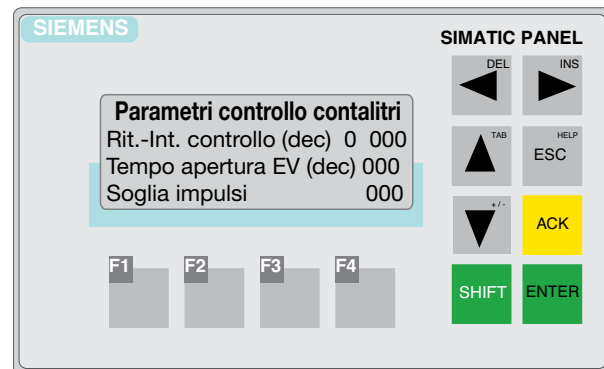 SIEMENS
SIMATIC PANEL
DEL
INS
Parametri controllo contalitri
Rit.-Int. controllo (dec) 0 000
Tempo apertura EV (dec) 000
Soglia impulsi 000
TAB
HELP
ESC
+ / -
ACK
F1 F2 F3 F4
SHIFT
ENTER